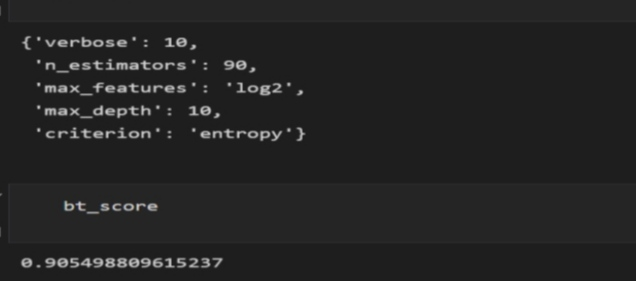 {'verbose': 10,
'n_estimators': 90,
'max_features': 'log2',
'max_depth': 10,
'criterion': 'entropy'}
bt_score
0.905498809615237